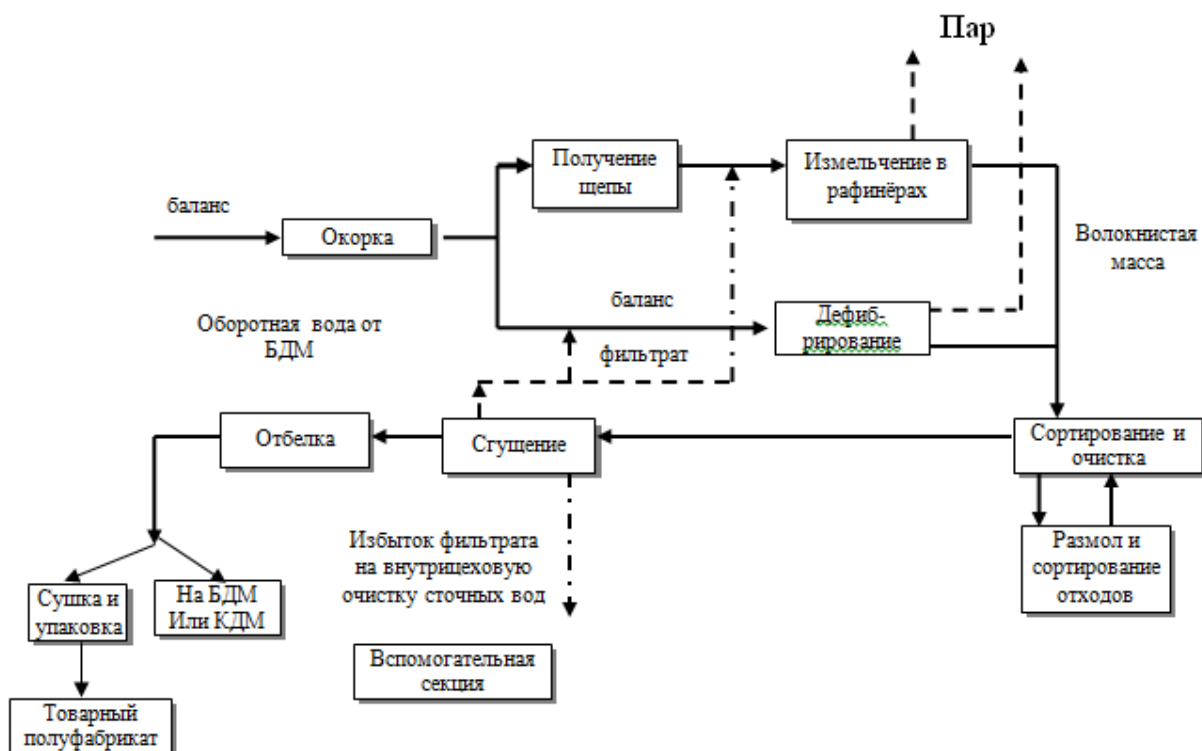 Пар
Получение
щепы
Измельчение в
рафинёрах
баланс
Окорка
Волокнистая
масса
баланс
Дефиб-
рирование
Оборотная вода от
БДМ
фильтрат
Отбелка
Сгущение
Сортирование и
очистка
Избыток фильтрата
на внутрицеховую
очистку сточных вод
Размол и
сортирование
отходов
Сушка и
упаковка
На БДМ
Или КДМ
Вспомогательная
секция
Товарный
полуфабрикат